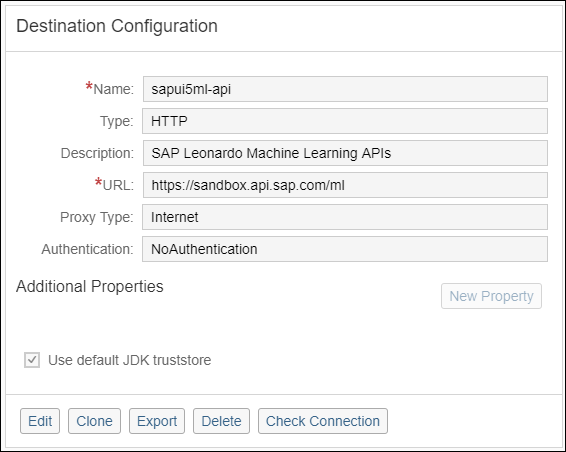 Destination Configuration
*Name: sapui5ml-api
Type: HTTP
Description: SAP Leonardo Machine Learning APIs
*URL: https://sandbox.api.sap.com/ml
Proxy Type: Internet
Authentication: NoAuthentication
Additional Properties
New Property
Use default JDK truststore
Edit Clone Export Delete Check Connection